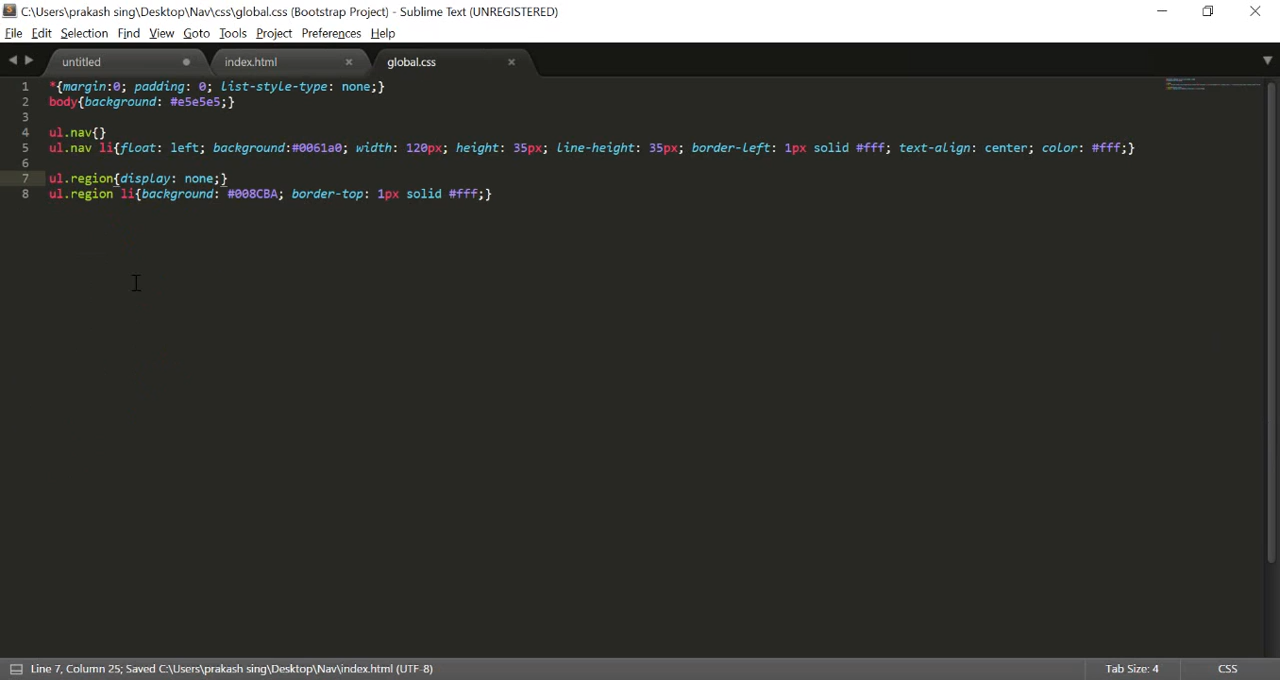 C:\Users\prakash sing\Desktop\Nav\css\global.css (Bootstrap Project) - Sublime Text (UNREGISTERED)
File Edit Selection Find View Goto Tools Project Preferences Help
untitled index.html × global.css ×
1 *{margin:0; padding: 0; list-style-type: none;}
2 body{background: #e5e5e5;}
3
4 ul.nav{}
5 ul.nav li{float: left; background:#0061a0; width: 120px; height: 35px; line-height: 35px; border-left: 1px solid #fff; text-align: center; color: #fff;}
6
7 ul.region{display: none;}
8 ul.region li{background: #008CBA; border-top: 1px solid #fff;}
Line 7, Column 25; Saved C:\Users\prakash sing\Desktop\Nav\index.html (UTF-8) Tab Size: 4 CSS